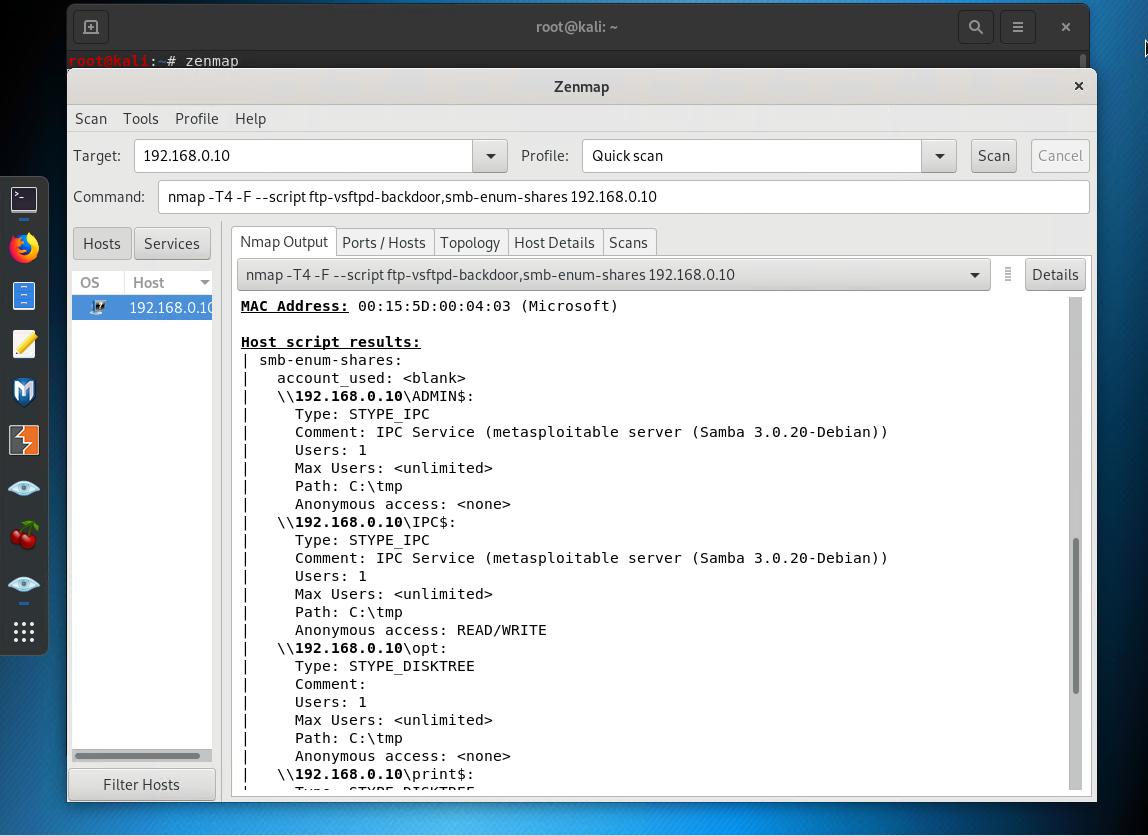 root@kali: ~
root@kali:~# zenmap
Zenmap
Scan Tools Profile Help
Target: 192.168.0.10 Profile: Quick scan Scan Cancel
Command: nmap -T4 -F --script ftp-vsftpd-backdoor,smb-enum-shares 192.168.0.10
Hosts Services Nmap Output Ports / Hosts Topology Host Details Scans
nmap -T4 -F --script ftp-vsftpd-backdoor,smb-enum-shares 192.168.0.10 Details
OS Host
192.168.0.10
MAC Address: 00:15:5D:00:04:03 (Microsoft)
Host script results:
| smb-enum-shares:
|   account_used: <blank>
|   \\192.168.0.10\ADMIN$:
|     Type: STYPE_IPC
|     Comment: IPC Service (metasploitable server (Samba 3.0.20-Debian))
|     Users: 1
|     Max Users: <unlimited>
|     Path: C:\tmp
|     Anonymous access: <none>
|   \\192.168.0.10\IPC$:
|     Type: STYPE_IPC
|     Comment: IPC Service (metasploitable server (Samba 3.0.20-Debian))
|     Users: 1
|     Max Users: <unlimited>
|     Path: C:\tmp
|     Anonymous access: READ/WRITE
|   \\192.168.0.10\opt:
|     Type: STYPE_DISKTREE
|     Comment:
|     Users: 1
|     Max Users: <unlimited>
|     Path: C:\tmp
|     Anonymous access: <none>
|   \\192.168.0.10\print$:
|     Type: STYPE_DISKTREE
Filter Hosts